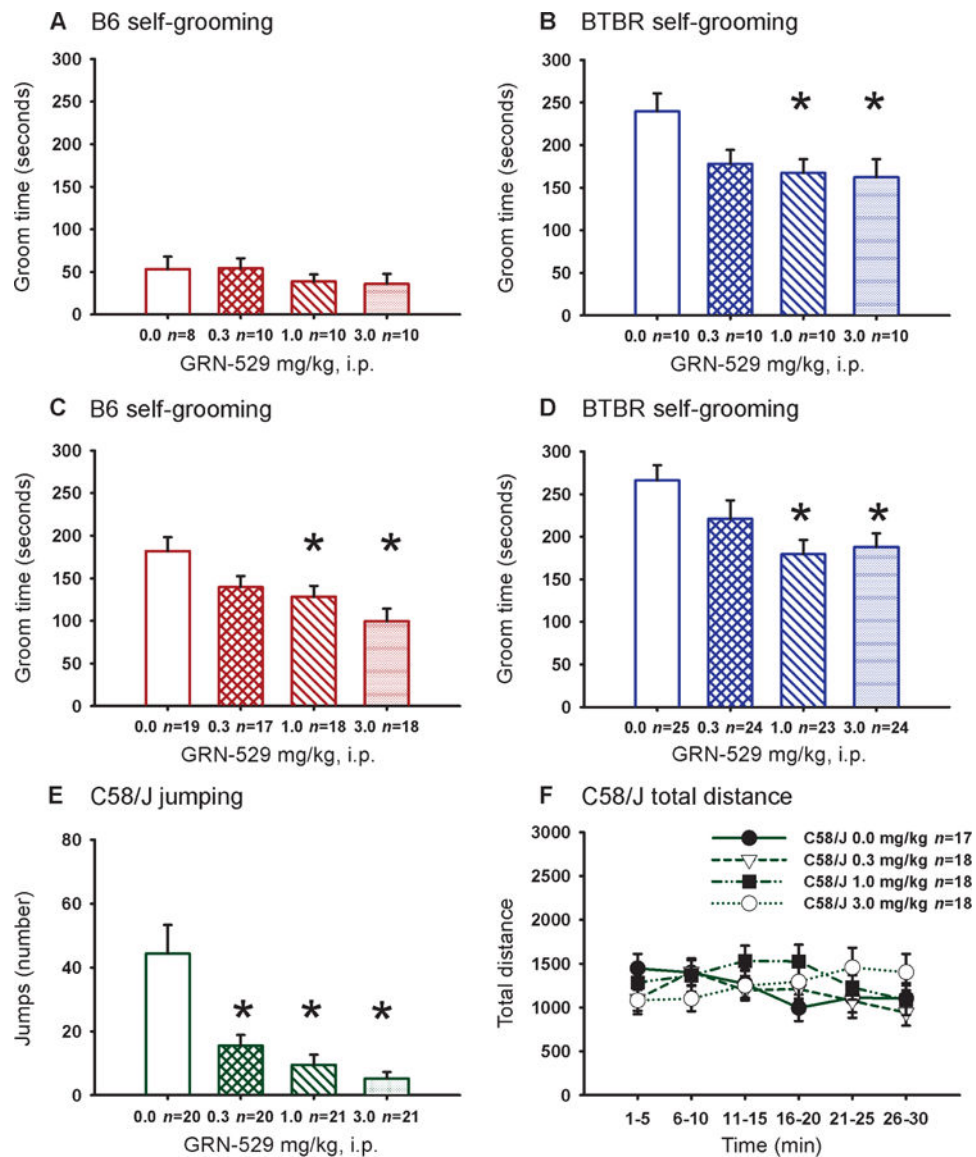 A B6 self-grooming
300
250
200
150
100
50
0
Groom time (seconds)
0.0 n=8 0.3 n=10 1.0 n=10 3.0 n=10
GRN-529 mg/kg, i.p.
B BTBR self-grooming
300
250
200
150
100
50
0
Groom time (seconds)
* *
0.0 n=10 0.3 n=10 1.0 n=10 3.0 n=10
GRN-529 mg/kg, i.p.
C B6 self-grooming
300
250
200
150
100
50
0
Groom time (seconds)
* *
0.0 n=19 0.3 n=17 1.0 n=18 3.0 n=18
GRN-529 mg/kg, i.p.
D BTBR self-grooming
300
250
200
150
100
50
0
Groom time (seconds)
* *
0.0 n=25 0.3 n=24 1.0 n=23 3.0 n=24
GRN-529 mg/kg, i.p.
E C58/J jumping
80
60
40
20
0
Jumps (number)
* * *
0.0 n=20 0.3 n=20 1.0 n=21 3.0 n=21
GRN-529 mg/kg, i.p.
F C58/J total distance
3000
2500
2000
1500
1000
500
0
Total distance
C58/J 0.0 mg/kg n=17
C58/J 0.3 mg/kg n=18
C58/J 1.0 mg/kg n=18
C58/J 3.0 mg/kg n=18
1-5 6-10 11-15 16-20 21-25 26-30
Time (min)